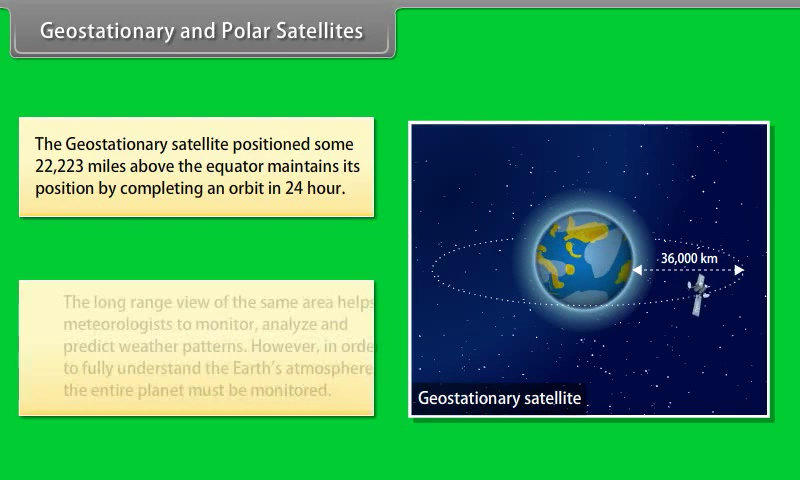 Geostationary and Polar Satellites
The Geostationary satellite positioned some
22,223 miles above the equator maintains its
position by completing an orbit in 24 hour.
The long range view of the same area helps
meteorologists to monitor, analyze and
predict weather patterns. However, in orde
to fully understand the Earth's atmosphere
the entire planet must be monitored.
36,000 km
Geostationary satellite